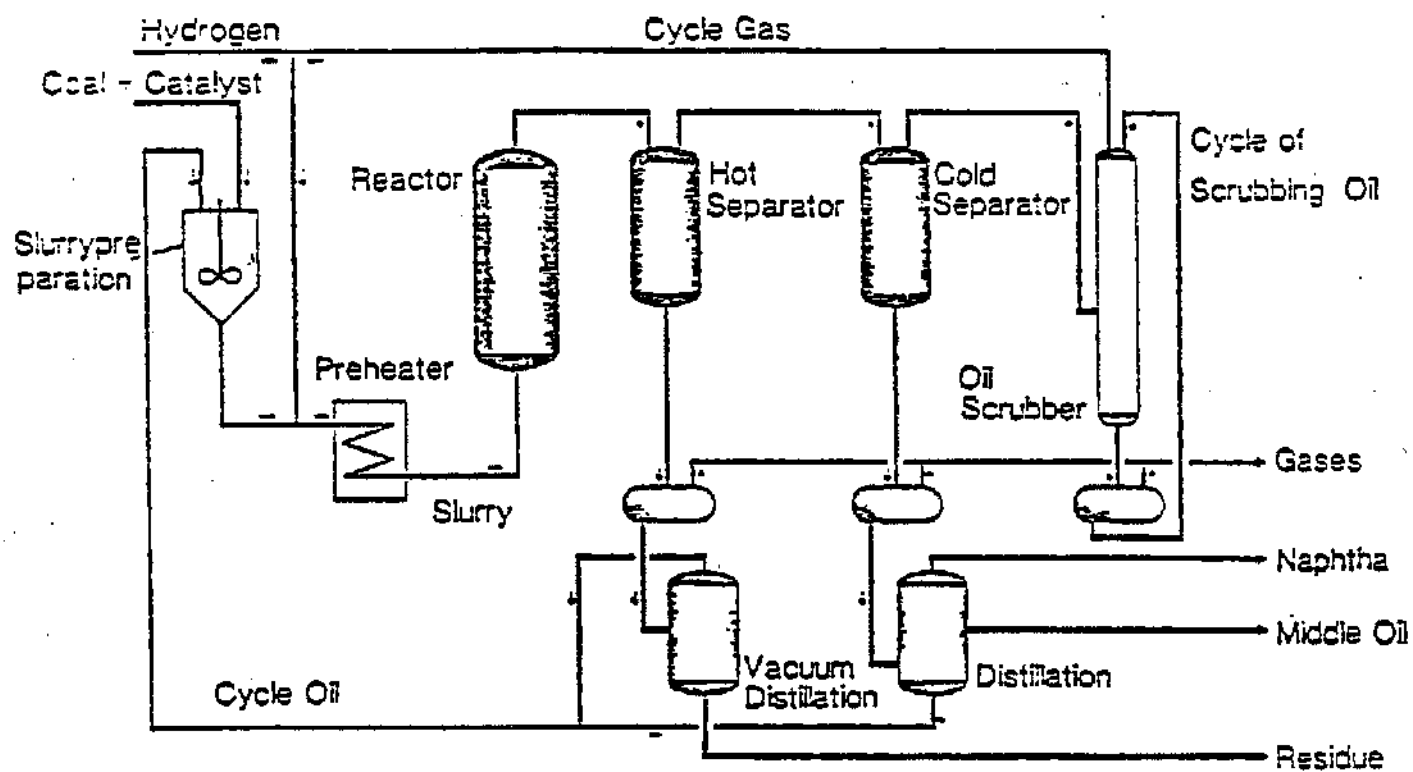 Hydrogen
Cycle Gas
Coal - Catalyst
Cycle of
Scrubbing Oil
Reactor
Hot
Separator
Cold
Separator
Slurrypre
paration
Preheater
Oil
Scrubber
Gases
Slurry
Naphtha
Middle Oil
Vacuum
Distillation
Distillation
Cycle Oil
Residue